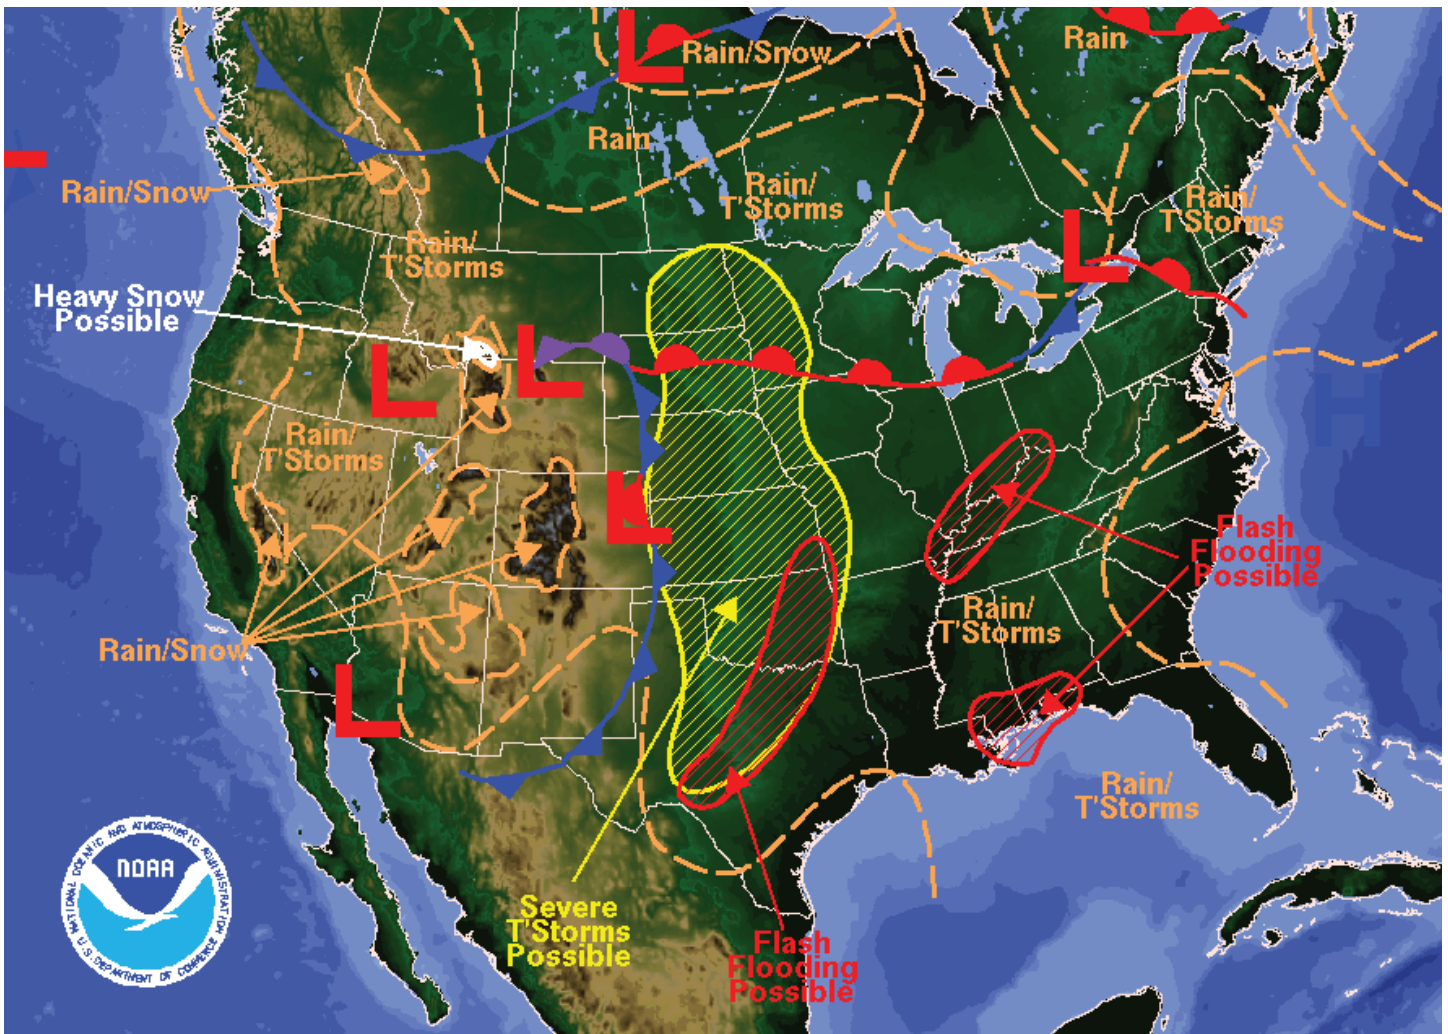 L
Rain/Snow
Rain
Rain
Rain/Snow
Rain/
T'Storms
Rain/
T'Storms
Rain/
T'Storms
L
Heavy Snow
Possible
L
L
H
Rain/
T'Storms
L
Flash
Flooding
Possible
Rain/
T'Storms
Rain/Snow
L
Rain/
T'Storms
Severe
T'Storms
Possible
Flash
Flooding
Possible
NOAA
NATIONAL OCEANIC AND ATMOSPHERIC ADMINISTRATION
U.S. DEPARTMENT OF COMMERCE